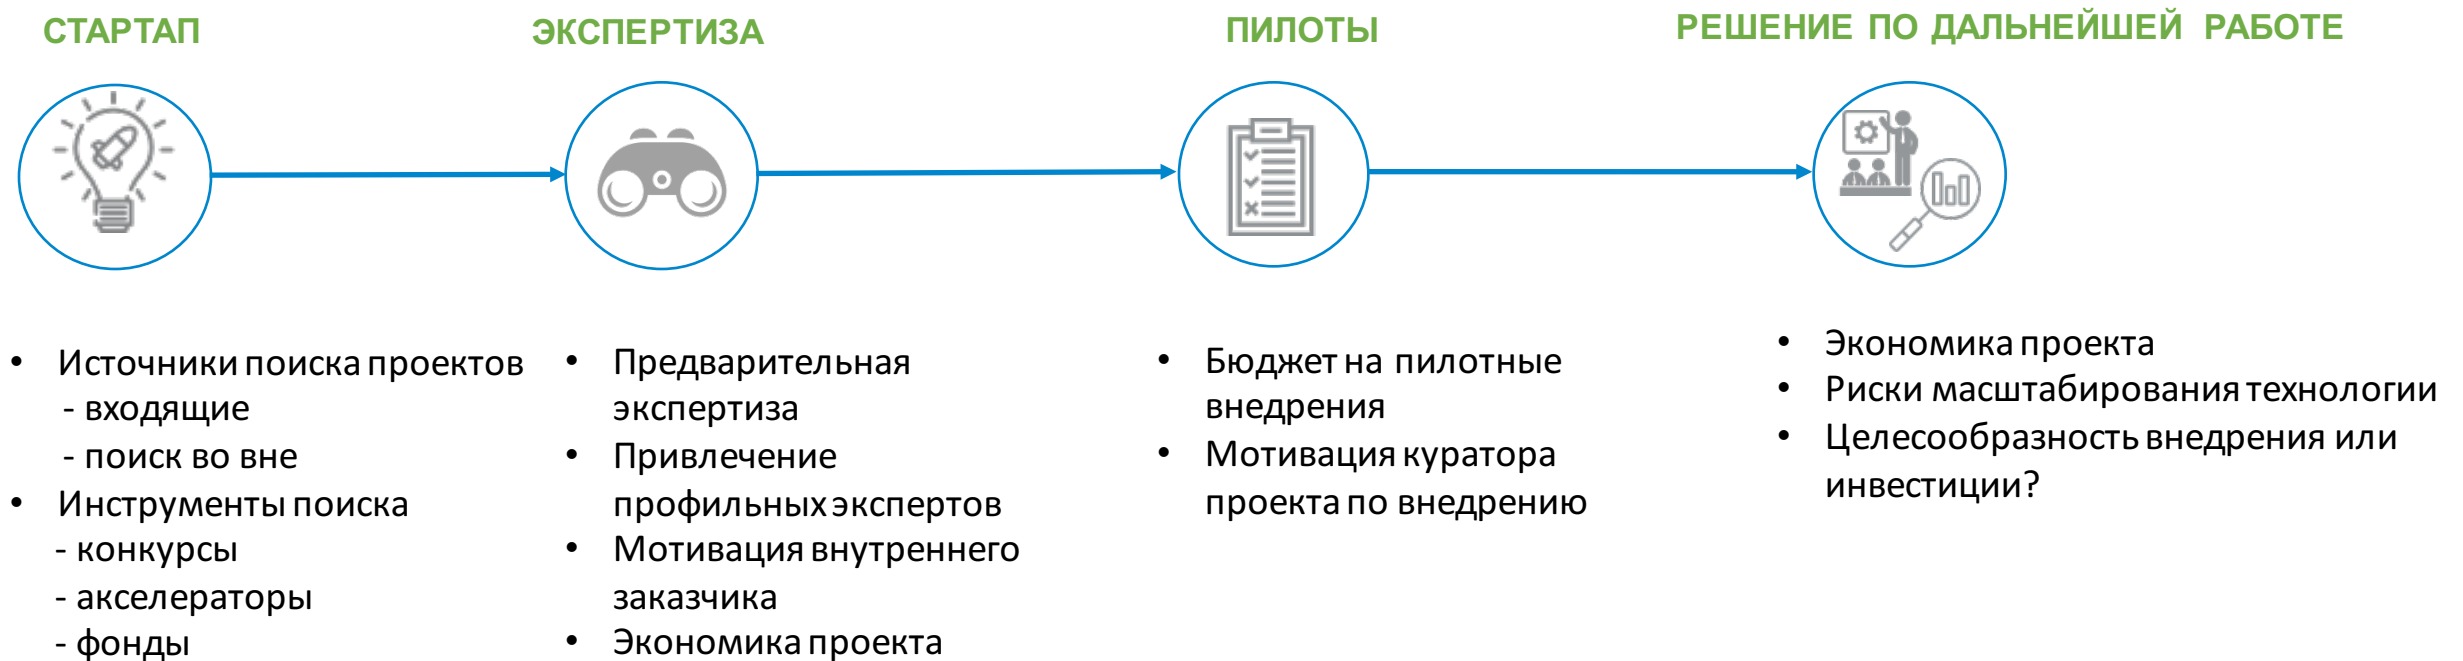 СТАРТАП
ЭКСПЕРТИЗА
ПИЛОТЫ
РЕШЕНИЕ ПО ДАЛЬНЕЙШЕЙ РАБОТЕ
• Источники поиска проектов
- входящие
- поиск во вне
• Инструменты поиска
- конкурсы
- акселераторы
- фонды
• Предварительная
экспертиза
• Привлечение
профильных экспертов
• Мотивация внутреннего
заказчика
• Экономика проекта
• Бюджет на пилотные
внедрения
• Мотивация куратора
проекта по внедрению
• Экономика проекта
• Риски масштабирования технологии
• Целесообразность внедрения или
инвестиции?